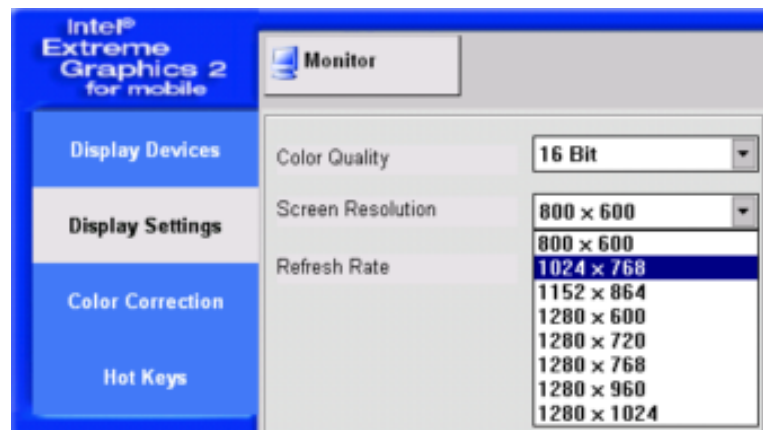 Intel®
Extreme
Graphics 2
for mobile
Monitor
Display Devices
Display Settings
Color Correction
Hot Keys
Color Quality
16 Bit
Screen Resolution
800 x 600
Refresh Rate
800 x 600
1024 x 768
1152 x 864
1280 x 600
1280 x 720
1280 x 768
1280 x 960
1280 x 1024